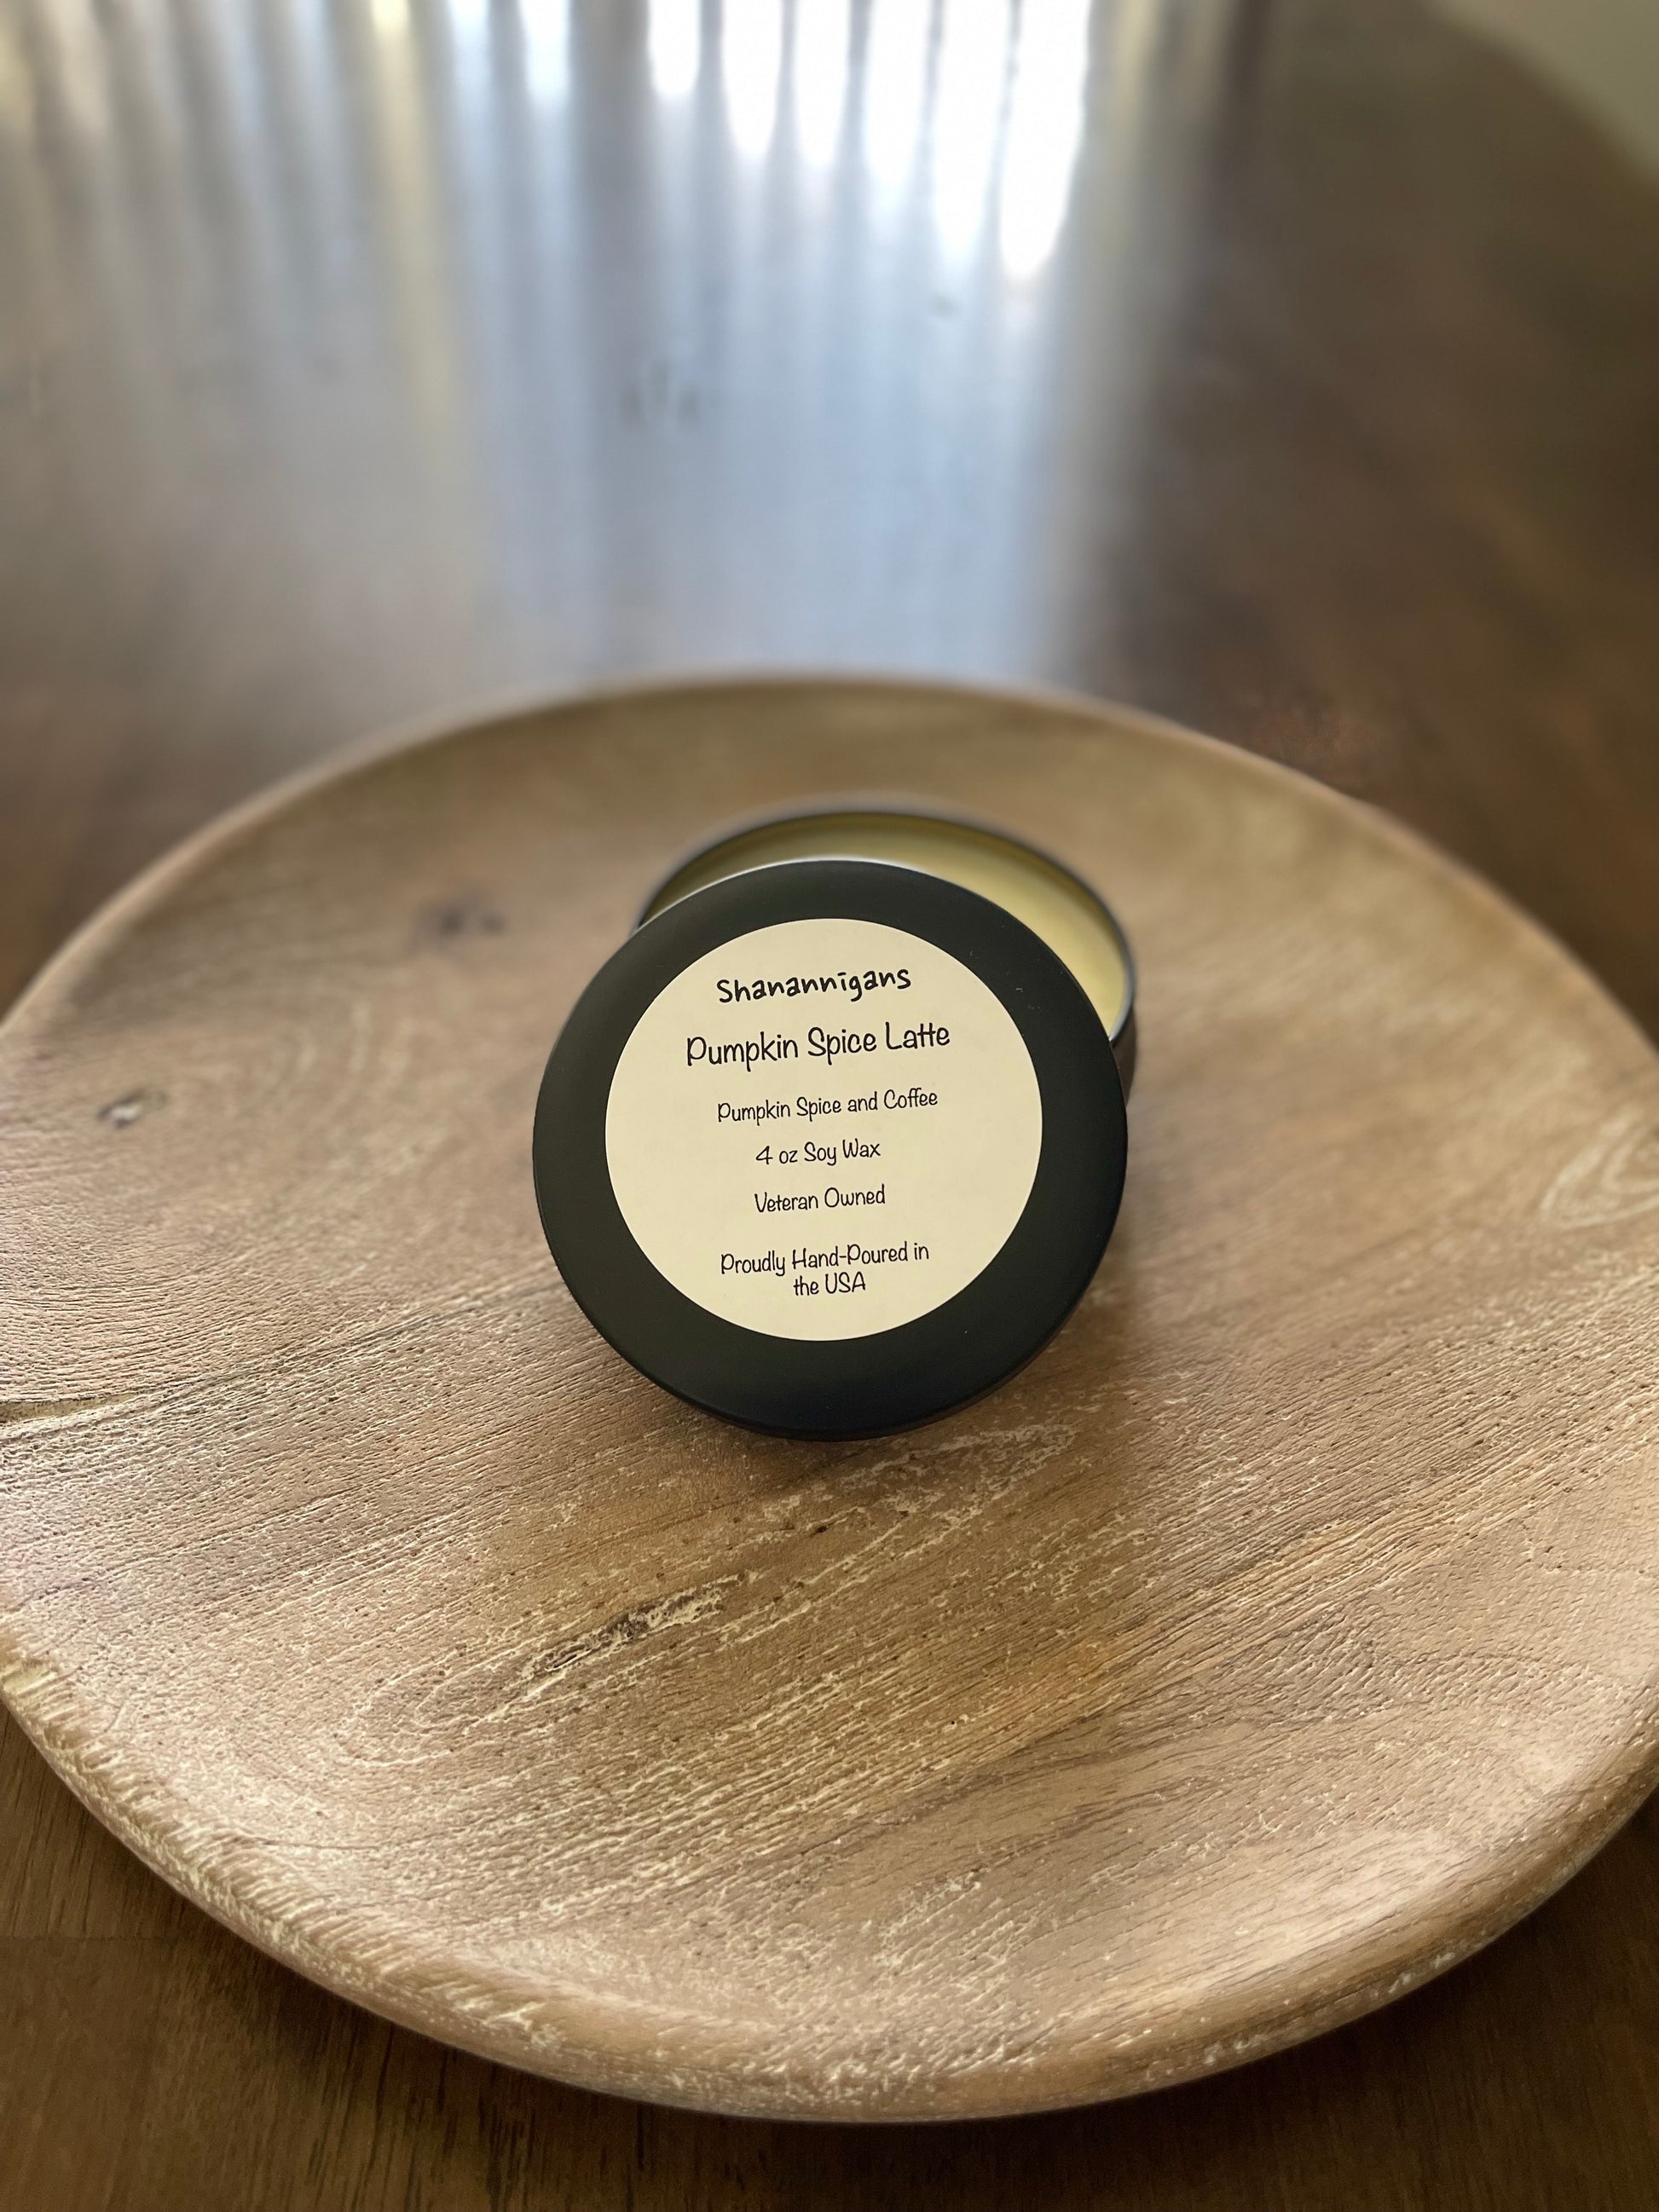 Shanannigans
Pumpkin Spice Latte
Pumpkin Spice and Coffee
4 oz Soy Wax
Veteran Owned
Proudly Hand-Poured in
the USA